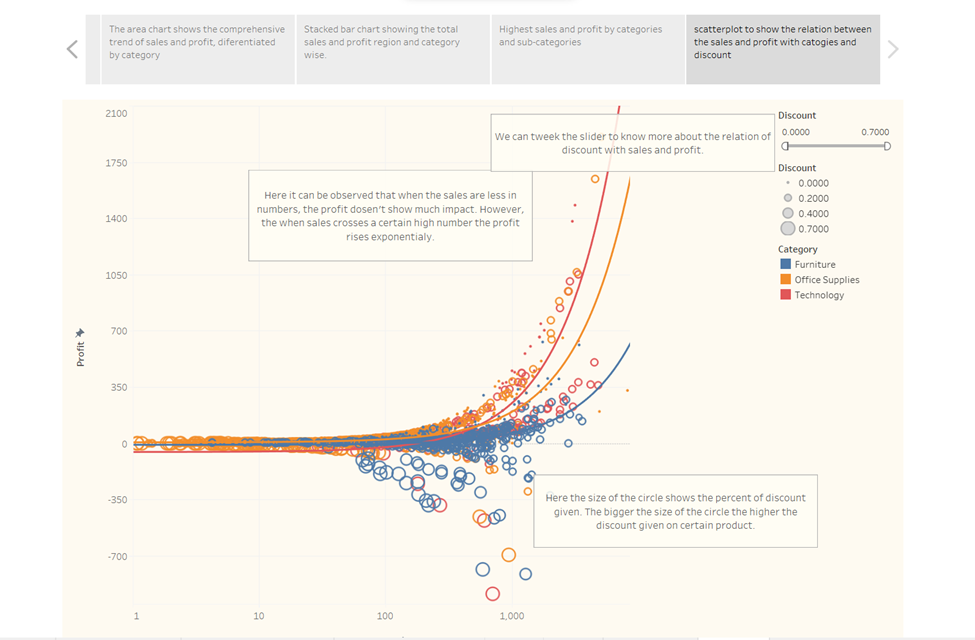 The area chart shows the comprehensive
trend of sales and profit, diferentiated
by category
Stacked bar chart showing the total
sales and profit region and category
wise.
Highest sales and profit by categories
and sub-categories
scatterplot to show the relation between
the sales and profit with catogies and
discount
2100
1750
1400
1050
700
350
0
-350
-700
Profit
1
10
100
1,000
We can tweek the slider to know more about the relation of
discount with sales and profit.
Here it can be observed that when the sales are less in
numbers, the profit dosen't show much impact. However,
the when sales crosses a certain high number the profit
rises exponentialy.
Here the size of the circle shows the percent of discount
given. The bigger the size of the circle the higher the
discount given on certain product.
Discount
0.0000 0.7000
Discount
0.0000
0.2000
0.4000
0.7000
Category
Furniture
Office Supplies
Technology